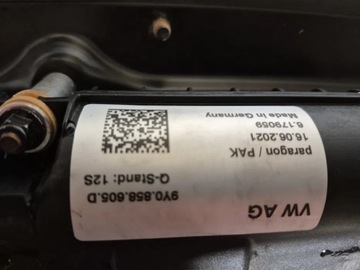 VW AG
9Y0.858.605.D
Q-Stand: 12S
paragon / PAK
16.06.2021
6.179059
Made in Germany